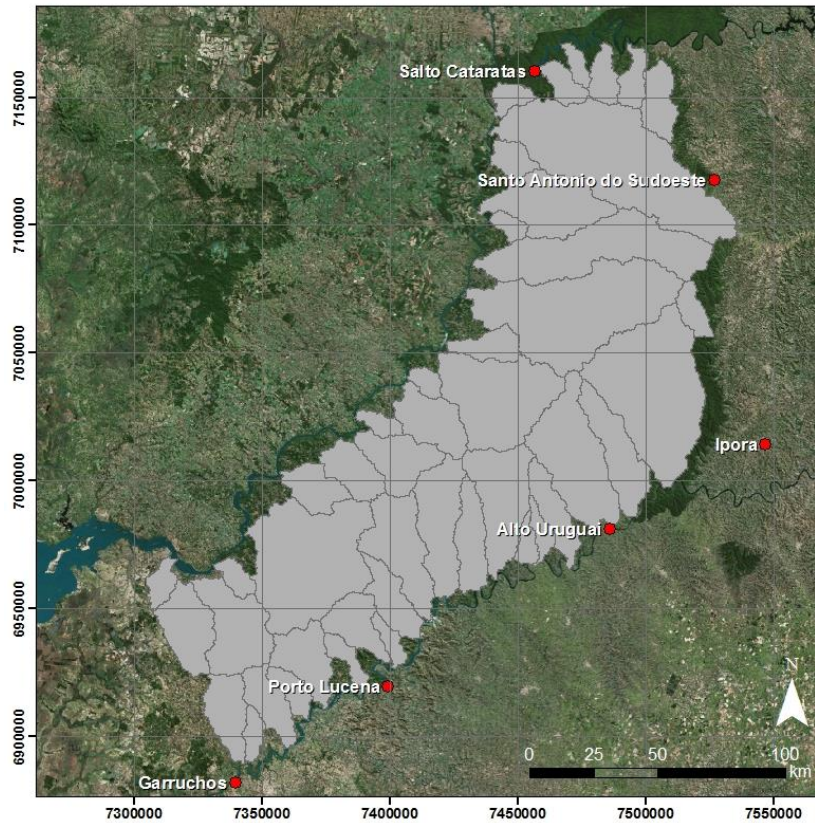 Salto Cataratas
7150000
Santo Antonio do Sudoeste
7100000
7050000
Ipora
7000000
Alto Uruguai
6950000
Porto Lucena
N
6900000
0 25 50 100
km
Garruchos
7300000 7350000 7400000 7450000 7500000 7550000